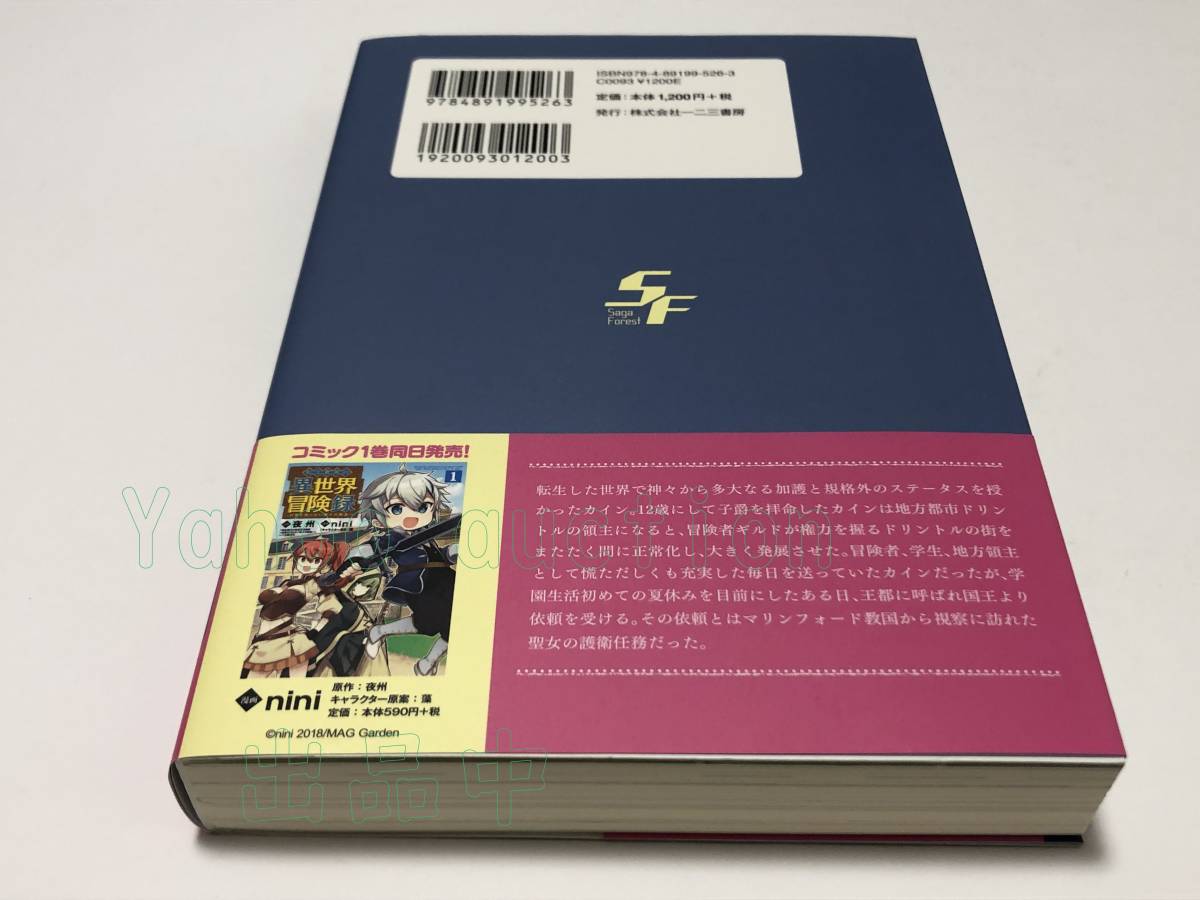 ISBN978-4-89199-526-3
C0093 ¥1200E
定価：本体1,200円＋税
発行：株式会社一二三書房
9784891995263
1920093012003
SF
Saga
Forest
コミック1巻同日発売！
異世界
冒険録
1
夜州
nini
漫画 nini
原作：夜州
キャラクター原案：藻
定価：本体590円＋税
©nini 2018/MAG Garden
転生した世界で神々から多大なる加護と規格外のステータスを授
かったカイン。12歳にして子爵を拝命したカインは地方都市ドリン
トルの領主になると、冒険者ギルドが権力を握るドリントルの街を
またたく間に正常化し、大きく発展させた。冒険者、学生、地方領主
として慌ただしくも充実した毎日を送っていたカインだったが、学
園生活初めての夏休みを目前にしたある日、王都に呼ばれ国王より
依頼を受ける。その依頼とはマリンフォード教国から視察に訪れた
聖女の護衛任務だった。
Yahoo auction
出品中